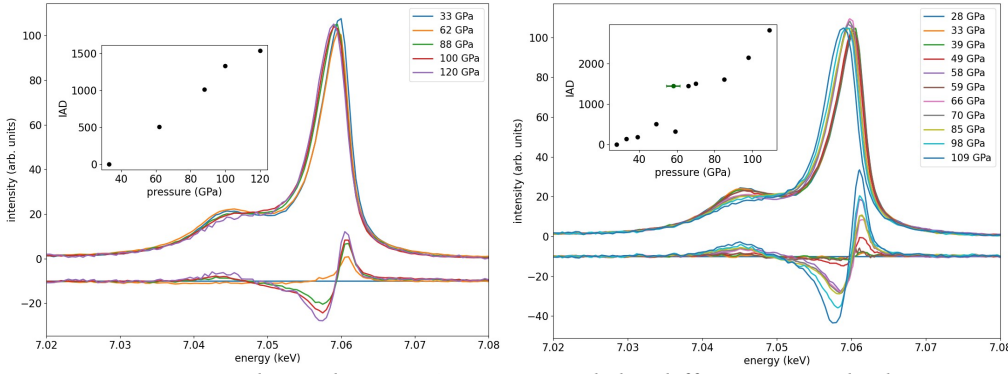 33 GPa
62 GPa
88 GPa
100 GPa
120 GPa
IAD
1500
1000
500
0
40
60
80
100
120
pressure (GPa)
intensity (arb. units)
100
80
60
40
20
0
−20
7.02
7.03
7.04
7.05
7.06
7.07
7.08
energy (keV)
28 GPa
33 GPa
39 GPa
49 GPa
58 GPa
59 GPa
66 GPa
70 GPa
85 GPa
98 GPa
109 GPa
IAD
2000
1000
0
40
60
80
100
pressure (GPa)
intensity (arb. units)
100
80
60
40
20
0
−20
−40
7.02
7.03
7.04
7.05
7.06
7.07
7.08
energy (keV)